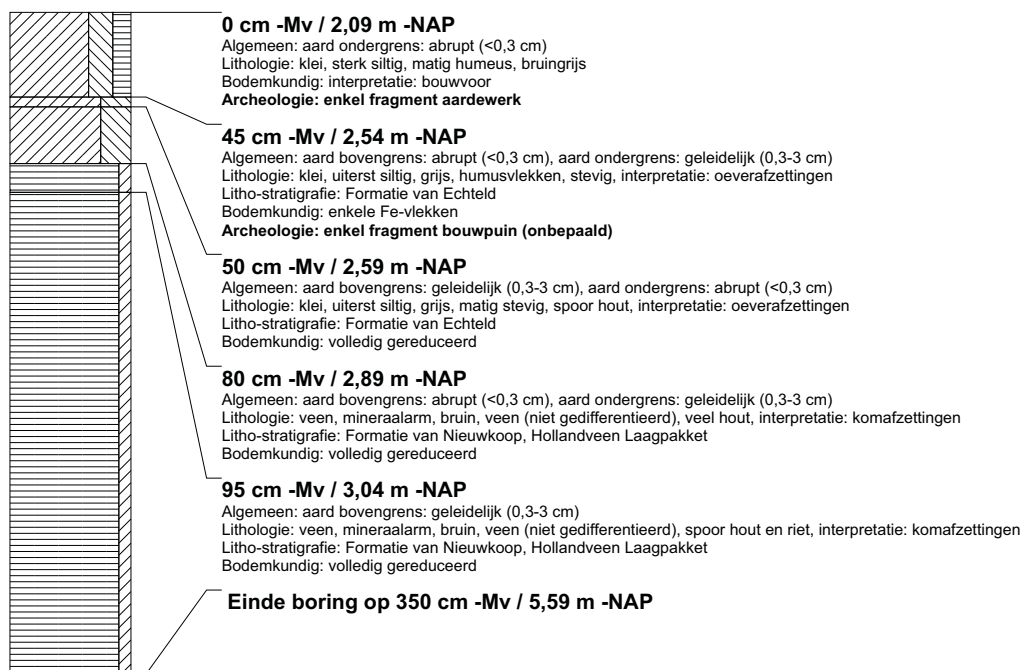 0 cm -Mv / 2,09 m -NAP
Algemeen: aard ondergrens: abrupt (<0,3 cm)
Lithologie: klei, sterk siltig, matig humeus, bruingrijs
Bodemkundig: interpretatie: bouwvoor
Archeologie: enkel fragment aardewerk
45 cm -Mv / 2,54 m -NAP
Algemeen: aard bovengrens: abrupt (<0,3 cm), aard ondergrens: geleidelijk (0,3-3 cm)
Lithologie: klei, uiterst siltig, grijs, humusvlekken, stevig, interpretatie: oeverafzettingen
Litho-stratigrafie: Formatie van Echteld
Bodemkundig: enkele Fe-vlekken
Archeologie: enkel fragment bouwpuin (onbepaald)
50 cm -Mv / 2,59 m -NAP
Algemeen: aard bovengrens: geleidelijk (0,3-3 cm), aard ondergrens: abrupt (<0,3 cm)
Lithologie: klei, uiterst siltig, grijs, matig stevig, spoor hout, interpretatie: oeverafzettingen
Litho-stratigrafie: Formatie van Echteld
Bodemkundig: volledig gereduceerd
80 cm -Mv / 2,89 m -NAP
Algemeen: aard bovengrens: abrupt (<0,3 cm), aard ondergrens: geleidelijk (0,3-3 cm)
Lithologie: veen, mineraalarm, bruin, veen (niet gedifferentieerd), veel hout, interpretatie: komafzettingen
Litho-stratigrafie: Formatie van Nieuwkoop, Hollandveen Laagpakket
Bodemkundig: volledig gereduceerd
95 cm -Mv / 3,04 m -NAP
Algemeen: aard bovengrens: geleidelijk (0,3-3 cm)
Lithologie: veen, mineraalarm, bruin, veen (niet gedifferentieerd), spoor hout en riet, interpretatie: komafzettingen
Litho-stratigrafie: Formatie van Nieuwkoop, Hollandveen Laagpakket
Bodemkundig: volledig gereduceerd
Einde boring op 350 cm -Mv / 5,59 m -NAP